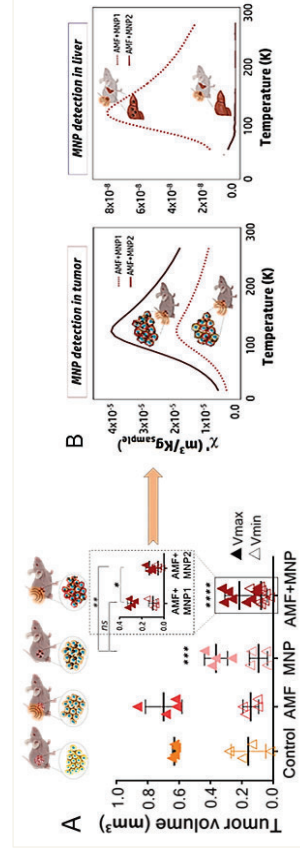 A
Tumor volume (mm³)
1.0
0.8
0.6
0.4
0.2
0.0
Control
AMF
MNP
AMF+MNP
***
****
▲ Vmax
△ Vmin
0.4
0.2
0.0
ns
**
*
AMF+
MNP1
AMF+
MNP2
B
MNP detection in tumor
χ' (m³/Kgsample)
4x10⁻⁵
3x10⁻⁵
2x10⁻⁵
1x10⁻⁵
0.0
0
100
200
300
Temperature (K)
AMF+MNP1
AMF+MNP2
MNP detection in liver
8x10⁻⁸
6x10⁻⁸
4x10⁻⁸
2x10⁻⁸
0.0
0
100
200
300
Temperature (K)
AMF+MNP1
AMF+MNP2